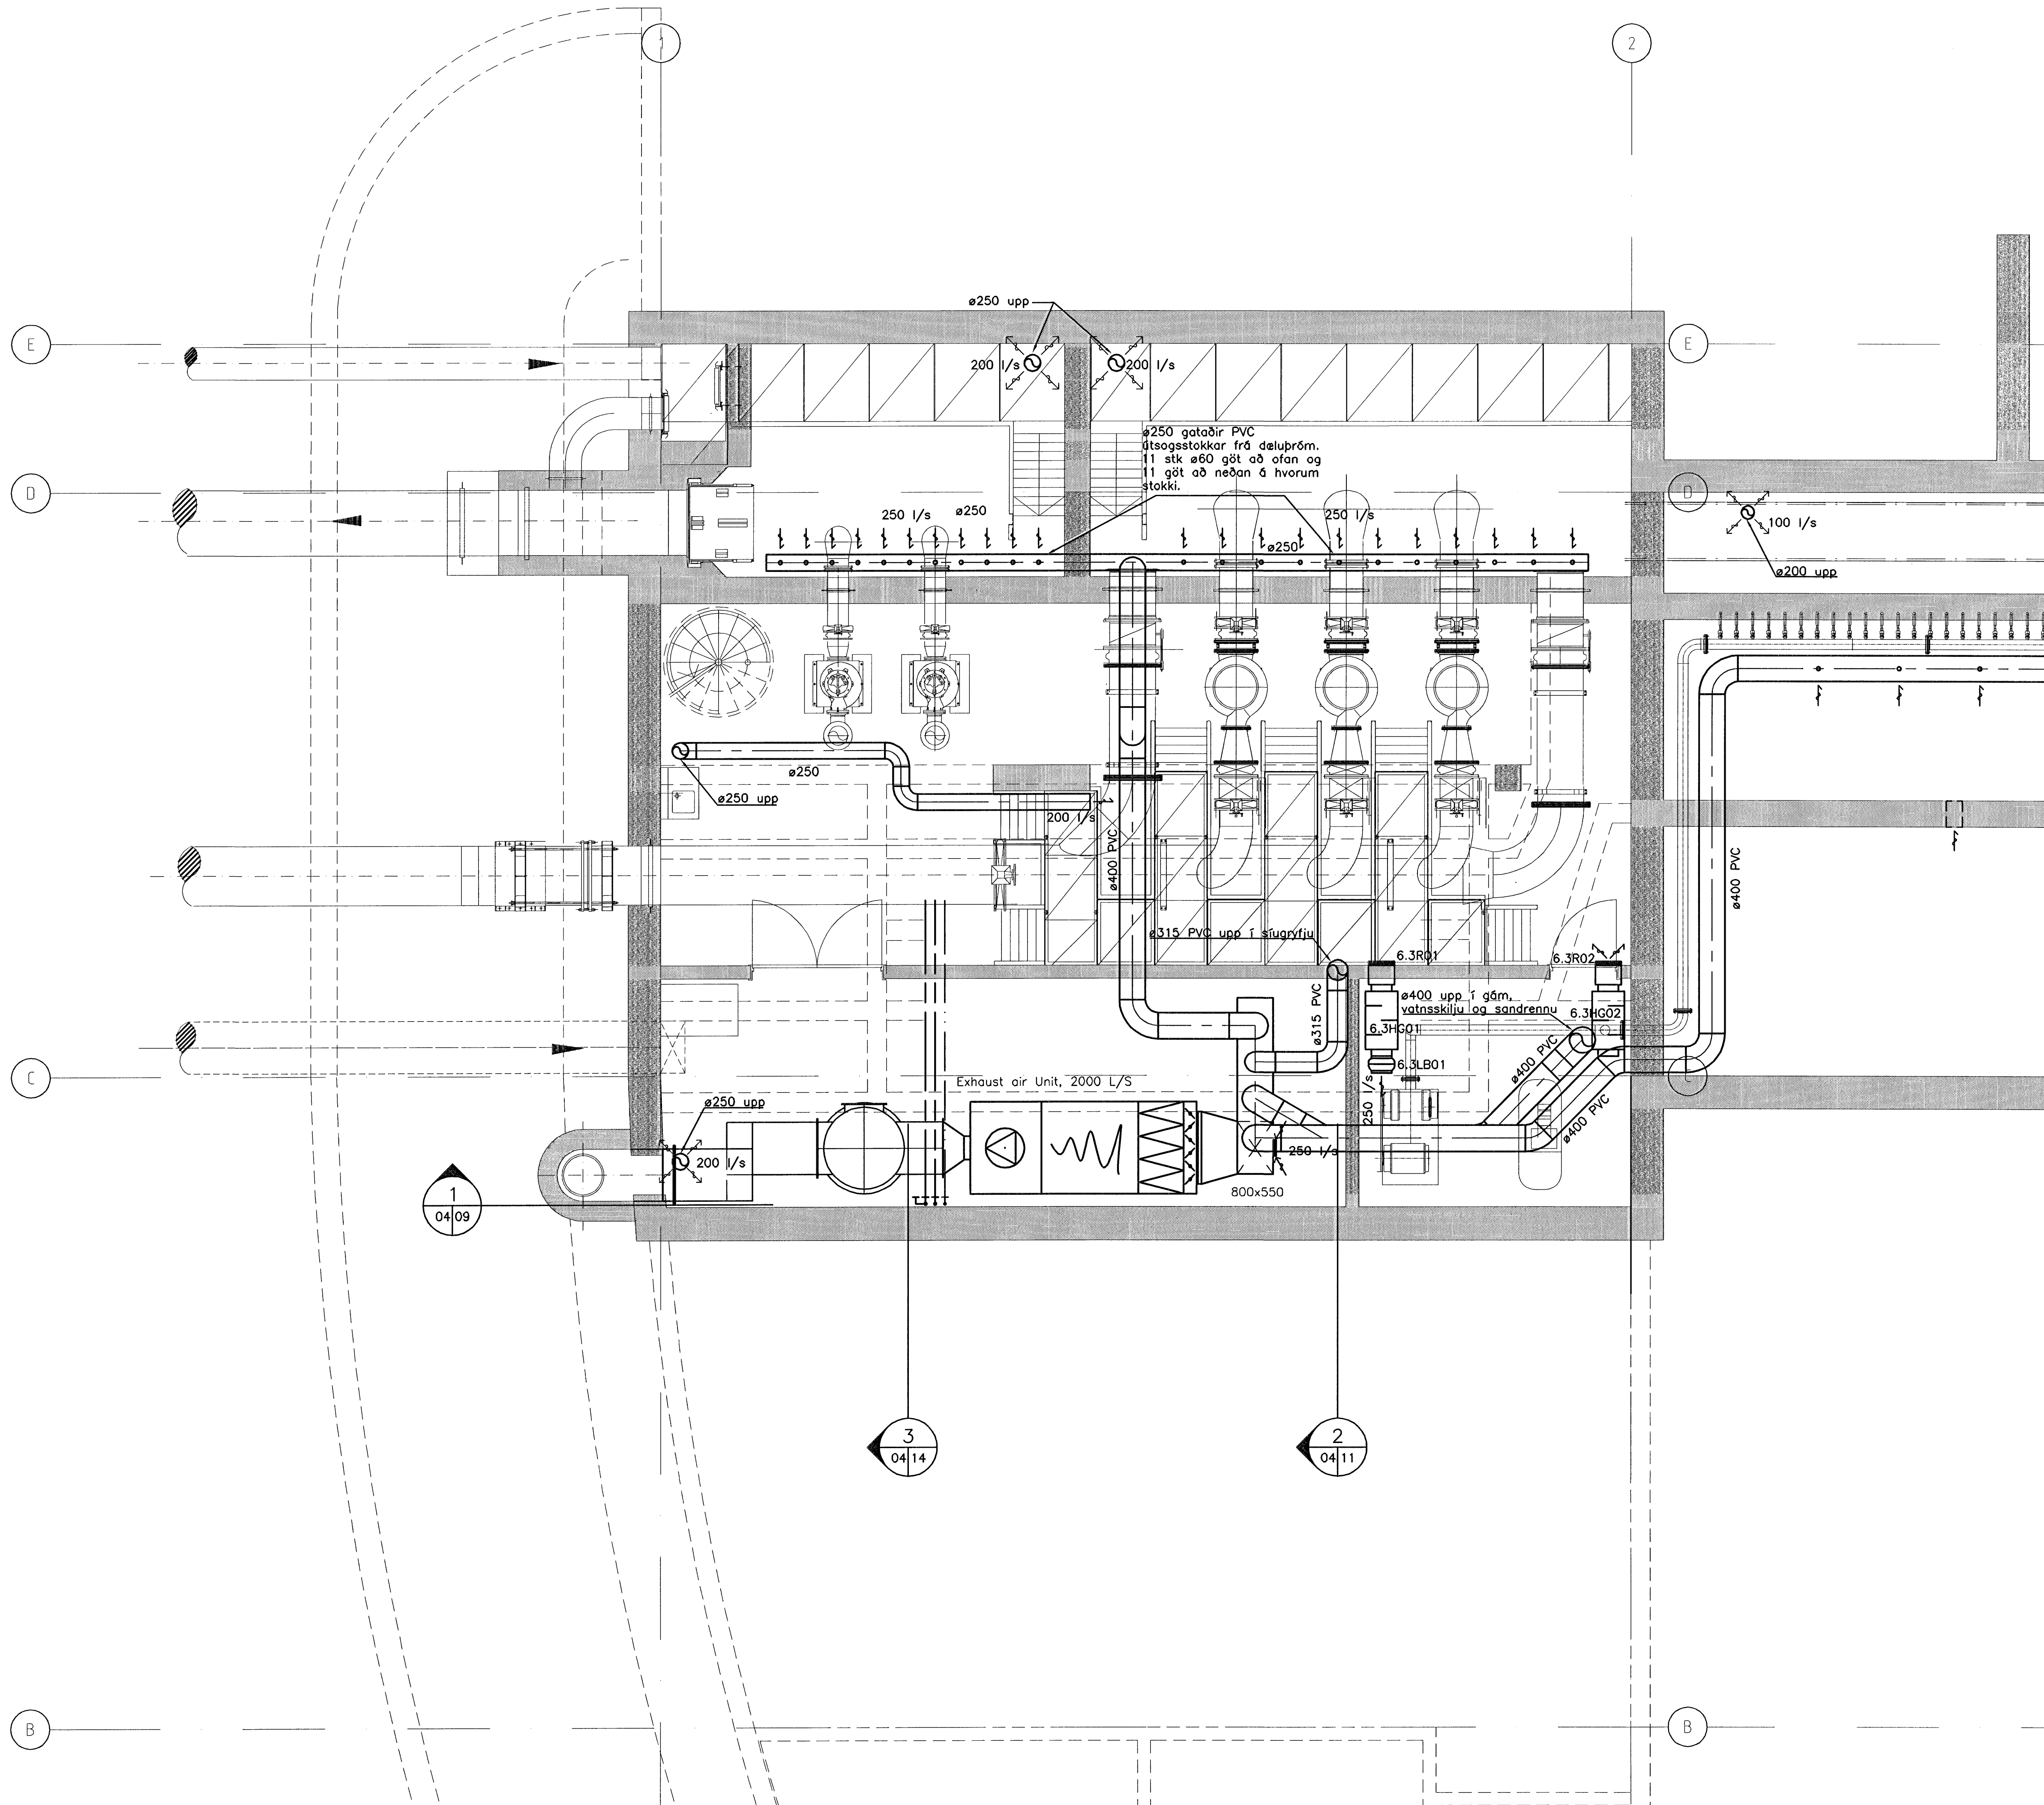 1
2
E
E
ø250 upp
200 l/s
200 l/s
ø250 gataðir PVC
útsogsstokkar frá dæluþróm.
11 stk ø60 göt að ofan og
11 göt að neðan á hvorum
stokki.
D
D
250 l/s
ø250
250 l/s
ø250
100 l/s
ø200 upp
ø250
ø250 upp
200 l/s
ø400 PVC
ø400 PVC
ø315 PVC upp í síugryfju
6.3R01
6.3R02
ø400 upp í gám,
vatnsskilju og sandrennu
6.3HG02
6.3HG01
ø315 PVC
6.3LB01
ø400 PVC
C
C
Exhaust air Unit, 2000 L/S
250 l/s
ø400 PVC
ø250 upp
200 l/s
250 l/s
800x550
1
04 09
3
04 14
2
04 11
B
B